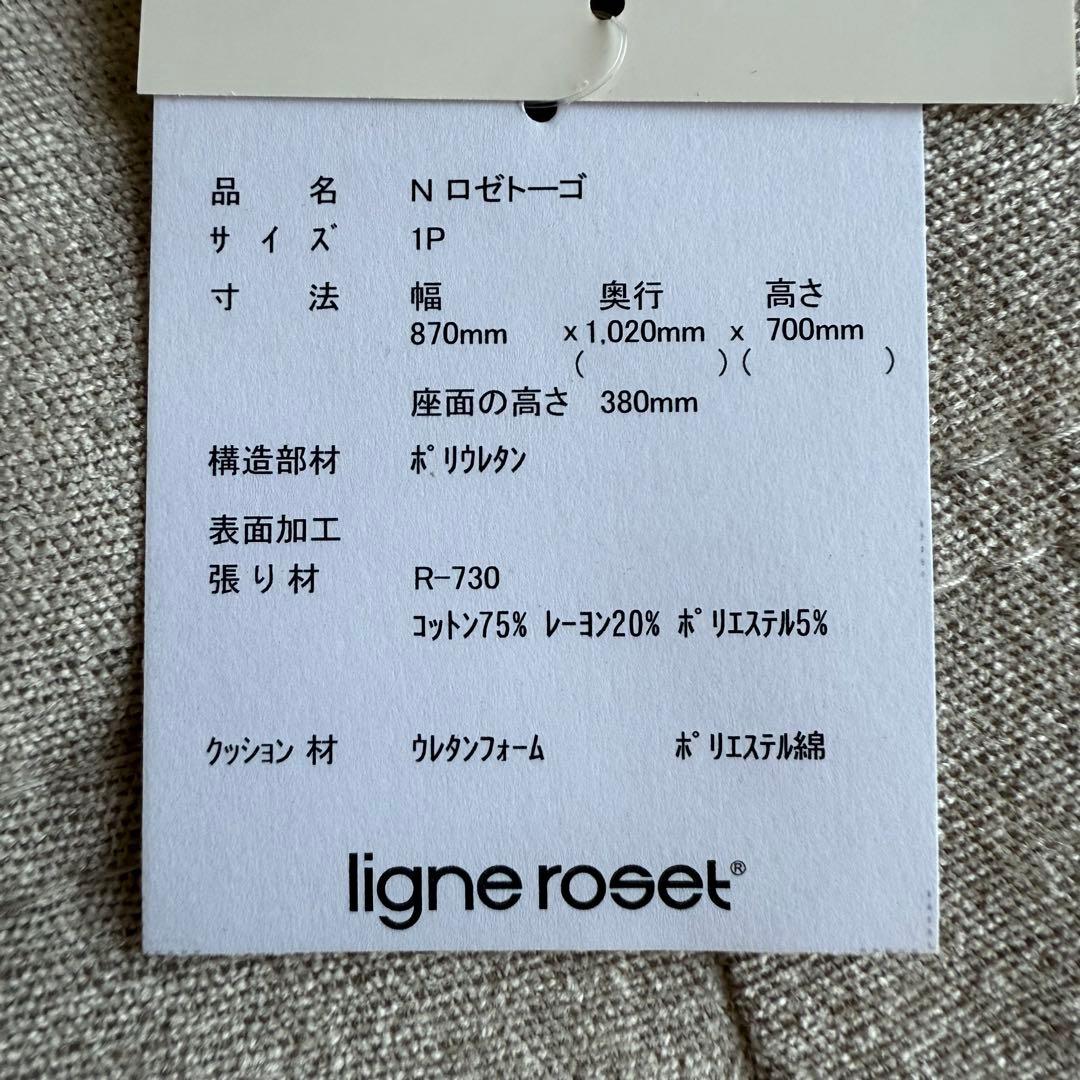 品 名 N ロゼトーゴ
サ イ ズ 1P
寸 法 幅 奥行 高さ
870mm x 1,020mm x 700mm
( ) ( )
座面の高さ 380mm
構造部材 ﾎﾟﾘｳﾚﾀﾝ
表面加工
張 り 材 R-730
ｺｯﾄﾝ75% ﾚｰﾖﾝ20% ﾎﾟﾘｴｽﾃﾙ5%
ｸｯｼｮﾝ 材 ｳﾚﾀﾝﾌｫｰﾑ ﾎﾟﾘｴｽﾃﾙ綿
ligne roset®